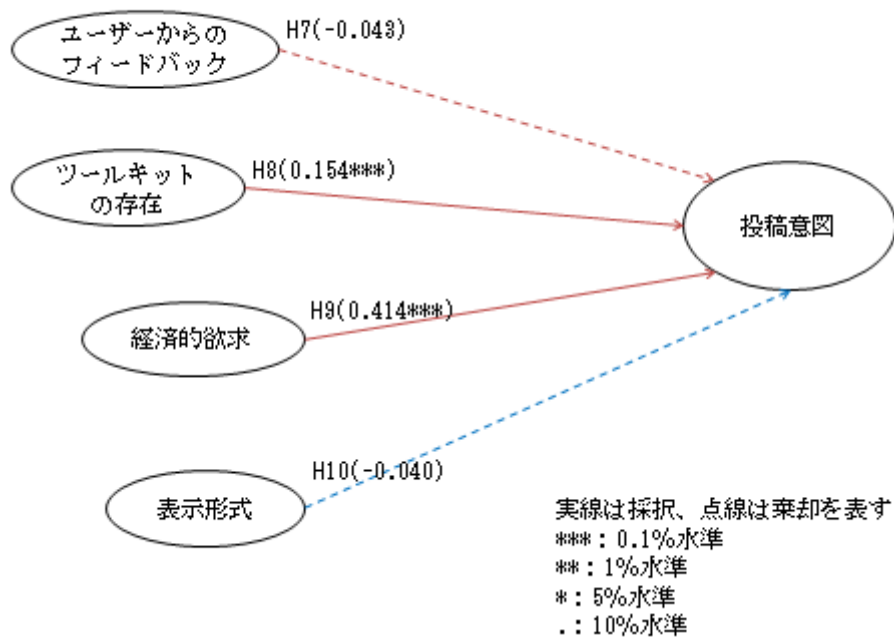 ユーザーからの
フィードバック
H7(-0.043)
ツールキット
の存在
H8(0.154***)
投稿意図
経済的欲求
H9(0.414***)
表示形式
H10(-0.040)
実線は採択、点線は棄却を表す
***：0.1%水準
**：1%水準
*：5%水準
.：10%水準